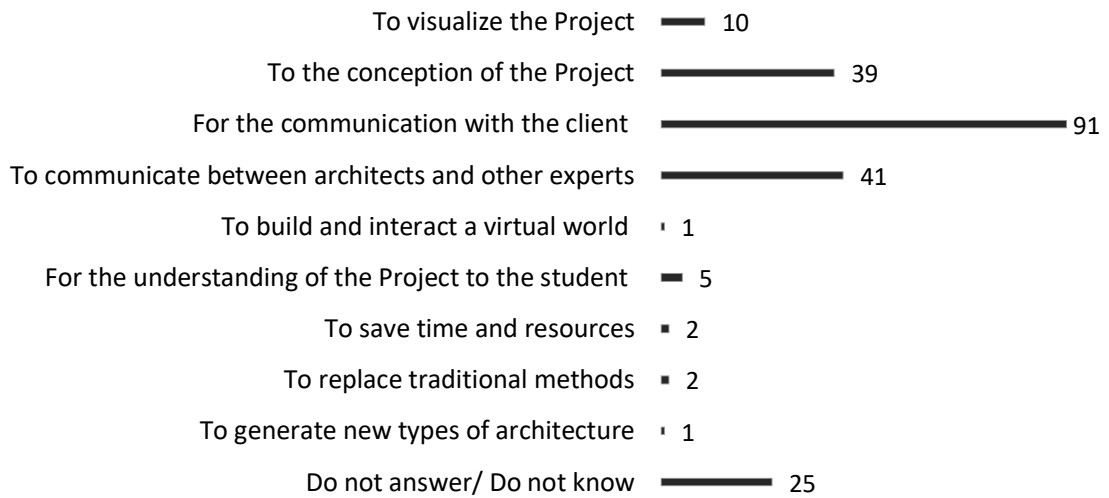 To visualize the Project 10
To the conception of the Project 39
For the communication with the client 91
To communicate between architects and other experts 41
To build and interact a virtual world 1
For the understanding of the Project to the student 5
To save time and resources 2
To replace traditional methods 2
To generate new types of architecture 1
Do not answer/ Do not know 25